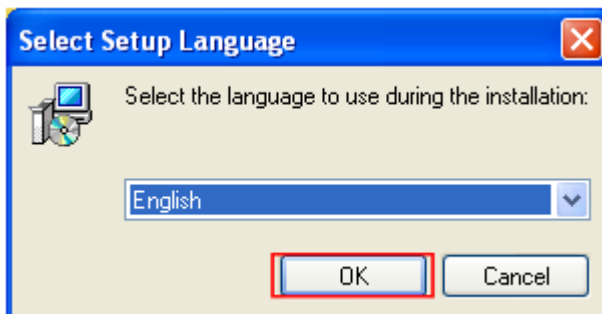 Select Setup Language
Select the language to use during the installation:
English
OK
Cancel